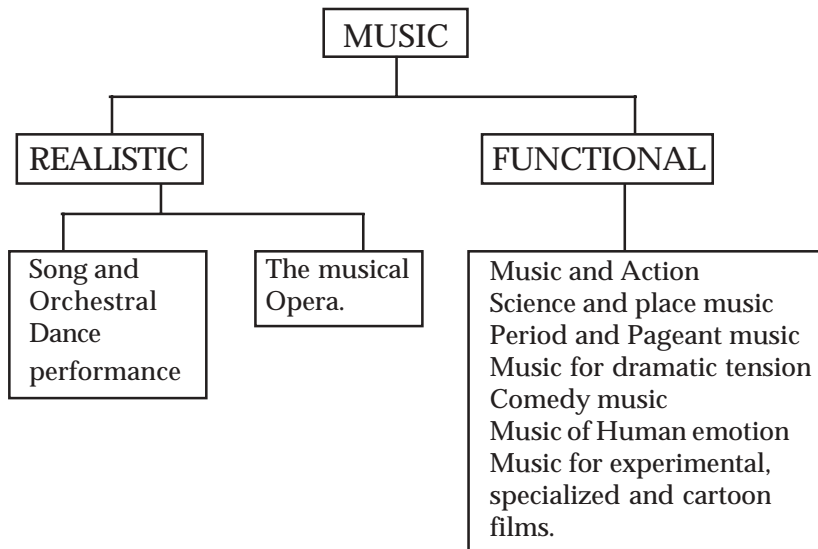 MUSIC
REALISTIC
FUNCTIONAL
Song and
Orchestral
Dance
performance
The musical
Opera.
Music and Action
Science and place music
Period and Pageant music
Music for dramatic tension
Comedy music
Music of Human emotion
Music for experimental,
specialized and cartoon
films.